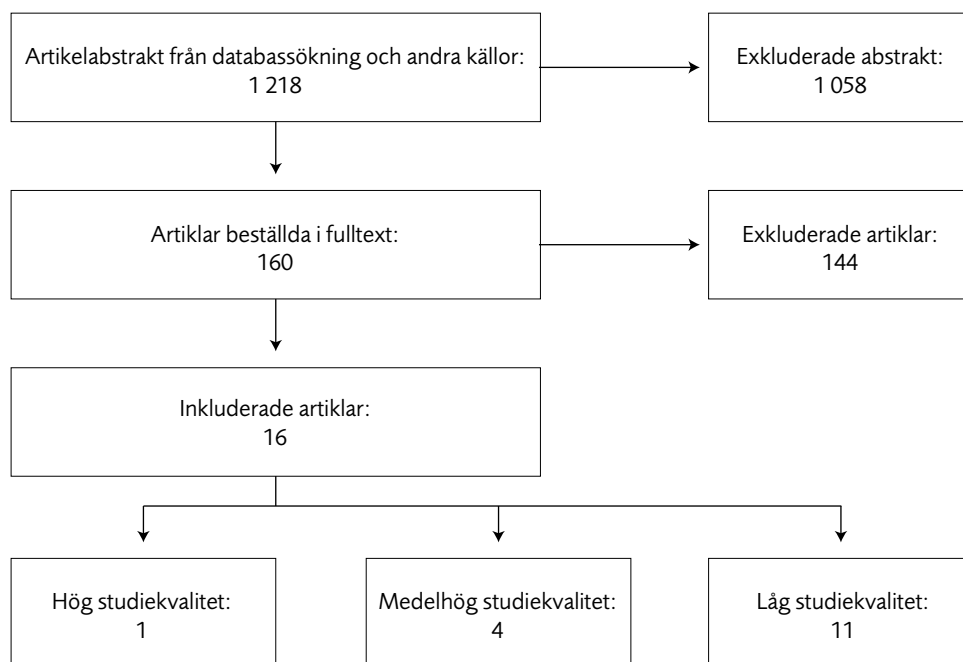 Artikelabstrakt från databassökning och andra källor:
1 218
Exkluderade abstrakt:
1 058
Artiklar beställda i fulltext:
160
Exkluderade artiklar:
144
Inkluderade artiklar:
16
Hög studiekvalitet:
1
Medelhög studiekvalitet:
4
Låg studiekvalitet:
11